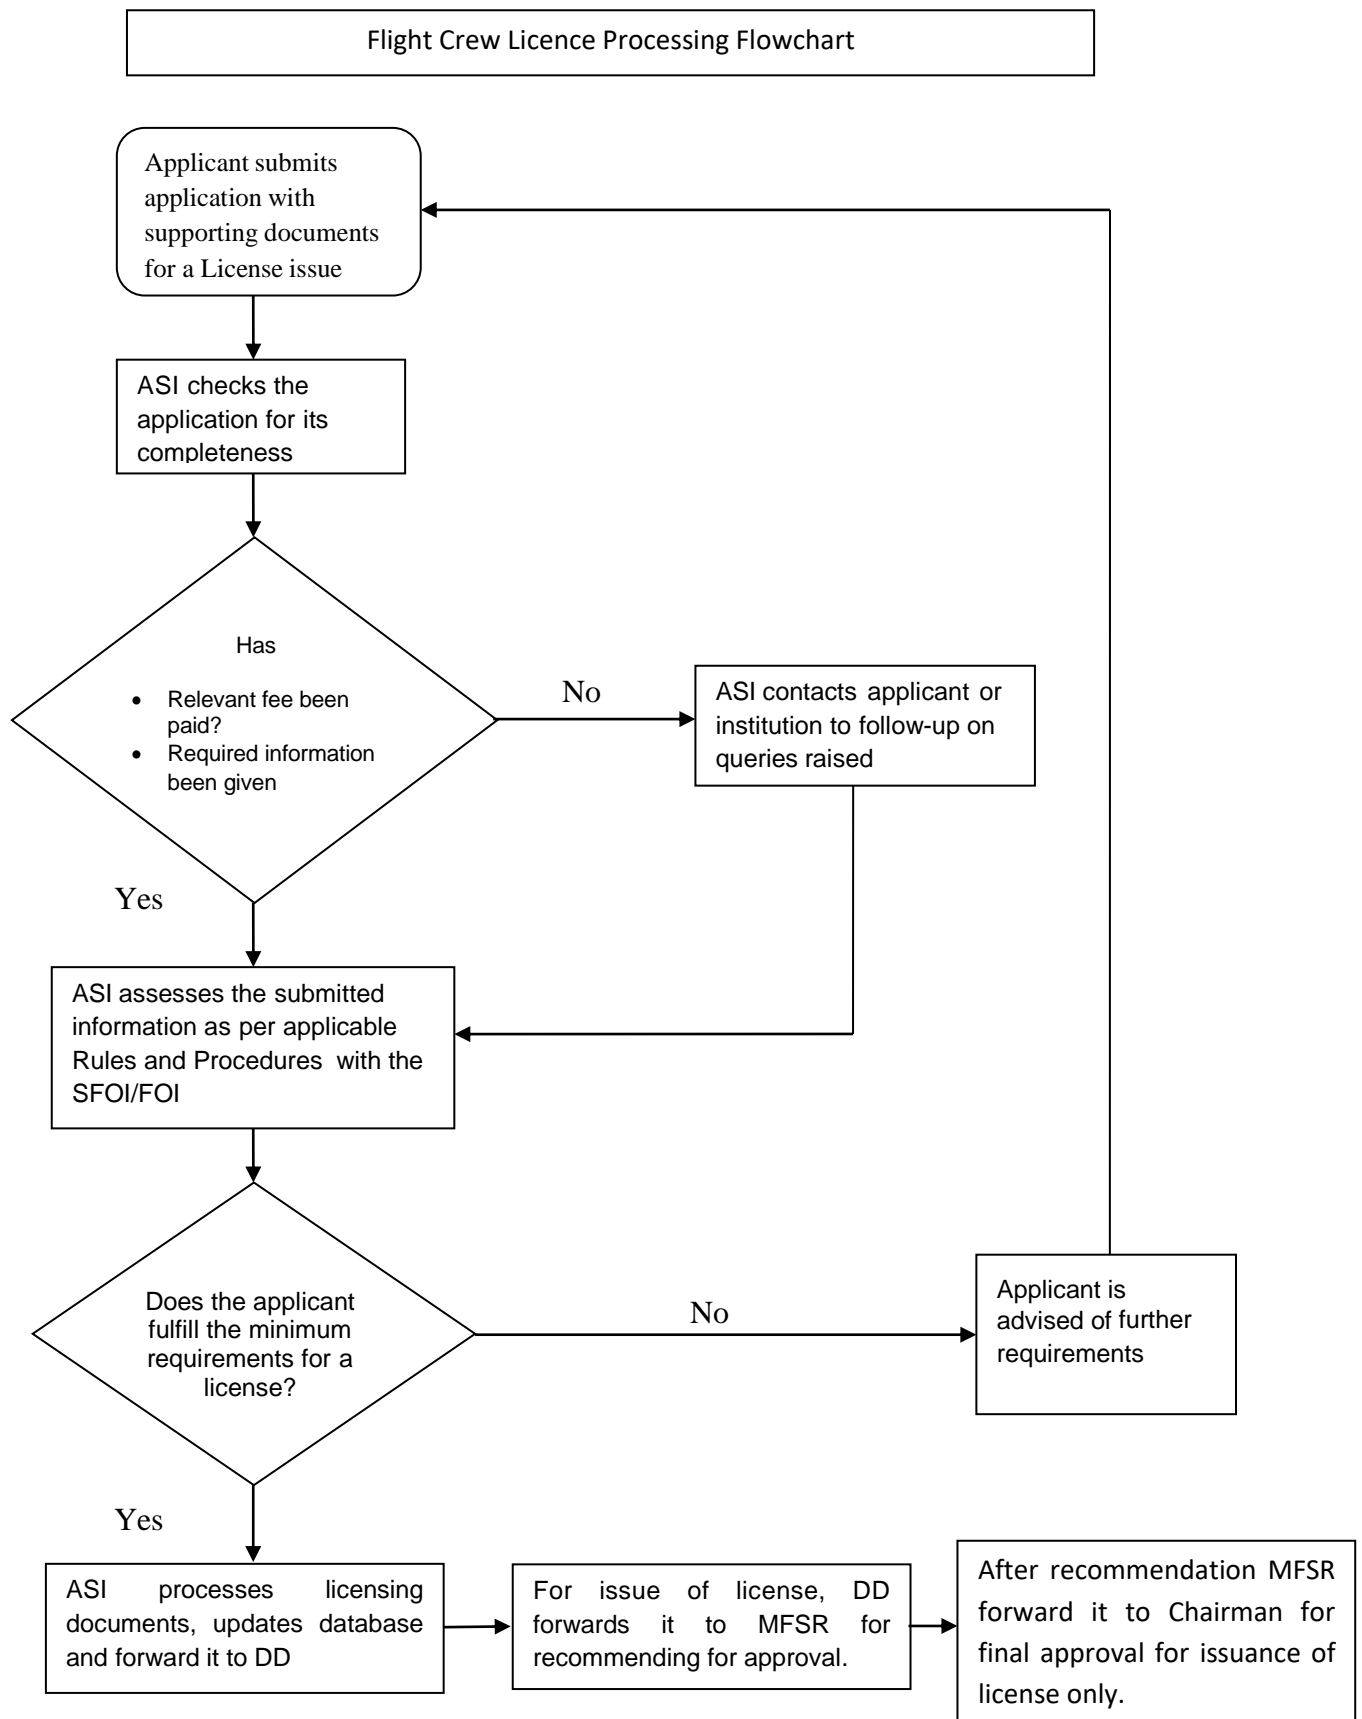 Flight Crew Licence Processing Flowchart
Applicant submits
application with
supporting documents
for a License issue
ASI checks the
application for its
completeness
Has
• Relevant fee been
paid?
• Required information
been given
No
ASI contacts applicant or
institution to follow-up on
queries raised
Yes
ASI assesses the submitted
information as per applicable
Rules and Procedures with the
SFOI/FOI
Does the applicant
fulfill the minimum
requirements for a
license?
No
Applicant is
advised of further
requirements
Yes
ASI processes licensing
documents, updates database
and forward it to DD
For issue of license, DD
forwards it to MFSR for
recommending for approval.
After recommendation MFSR
forward it to Chairman for
final approval for issuance of
license only.